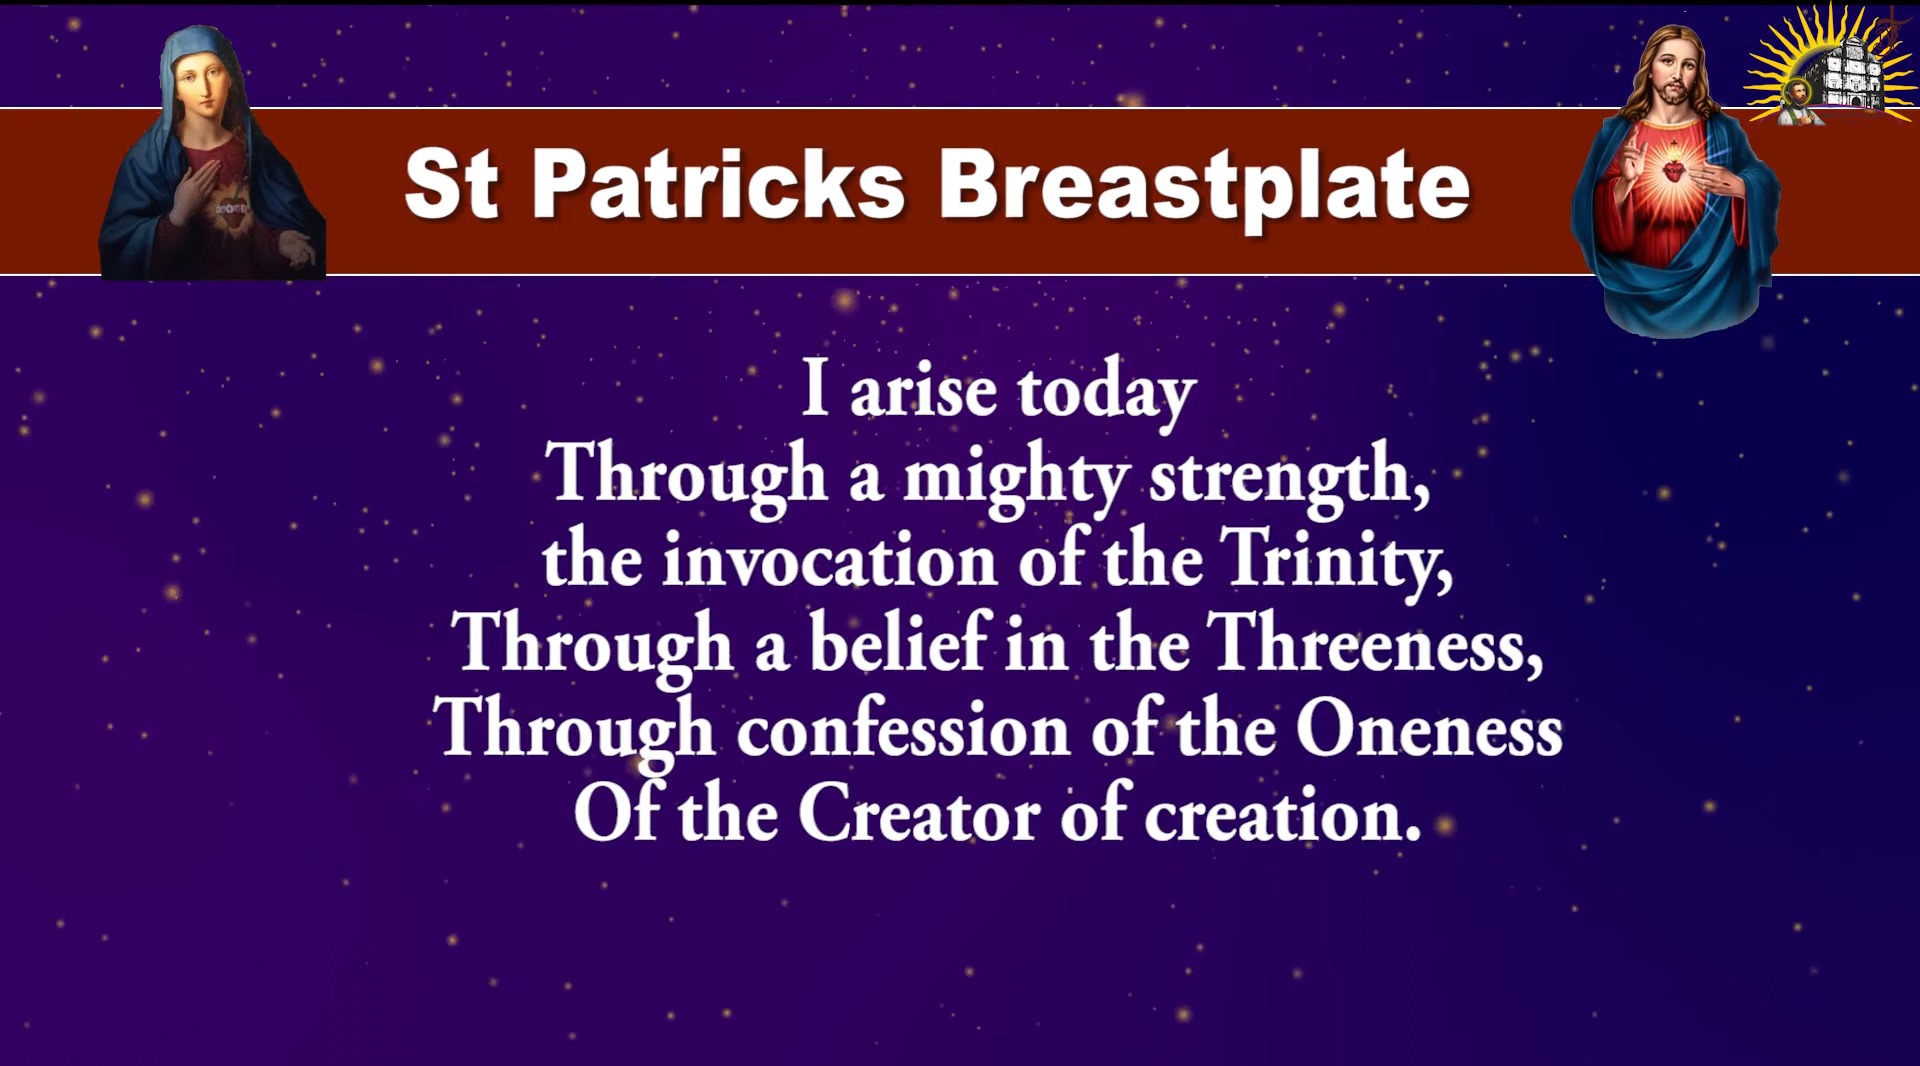 St Patricks Breastplate
I arise today
Through a mighty strength,
the invocation of the Trinity,
Through a belief in the Threeness,
Through confession of the Oneness
Of the Creator of creation.